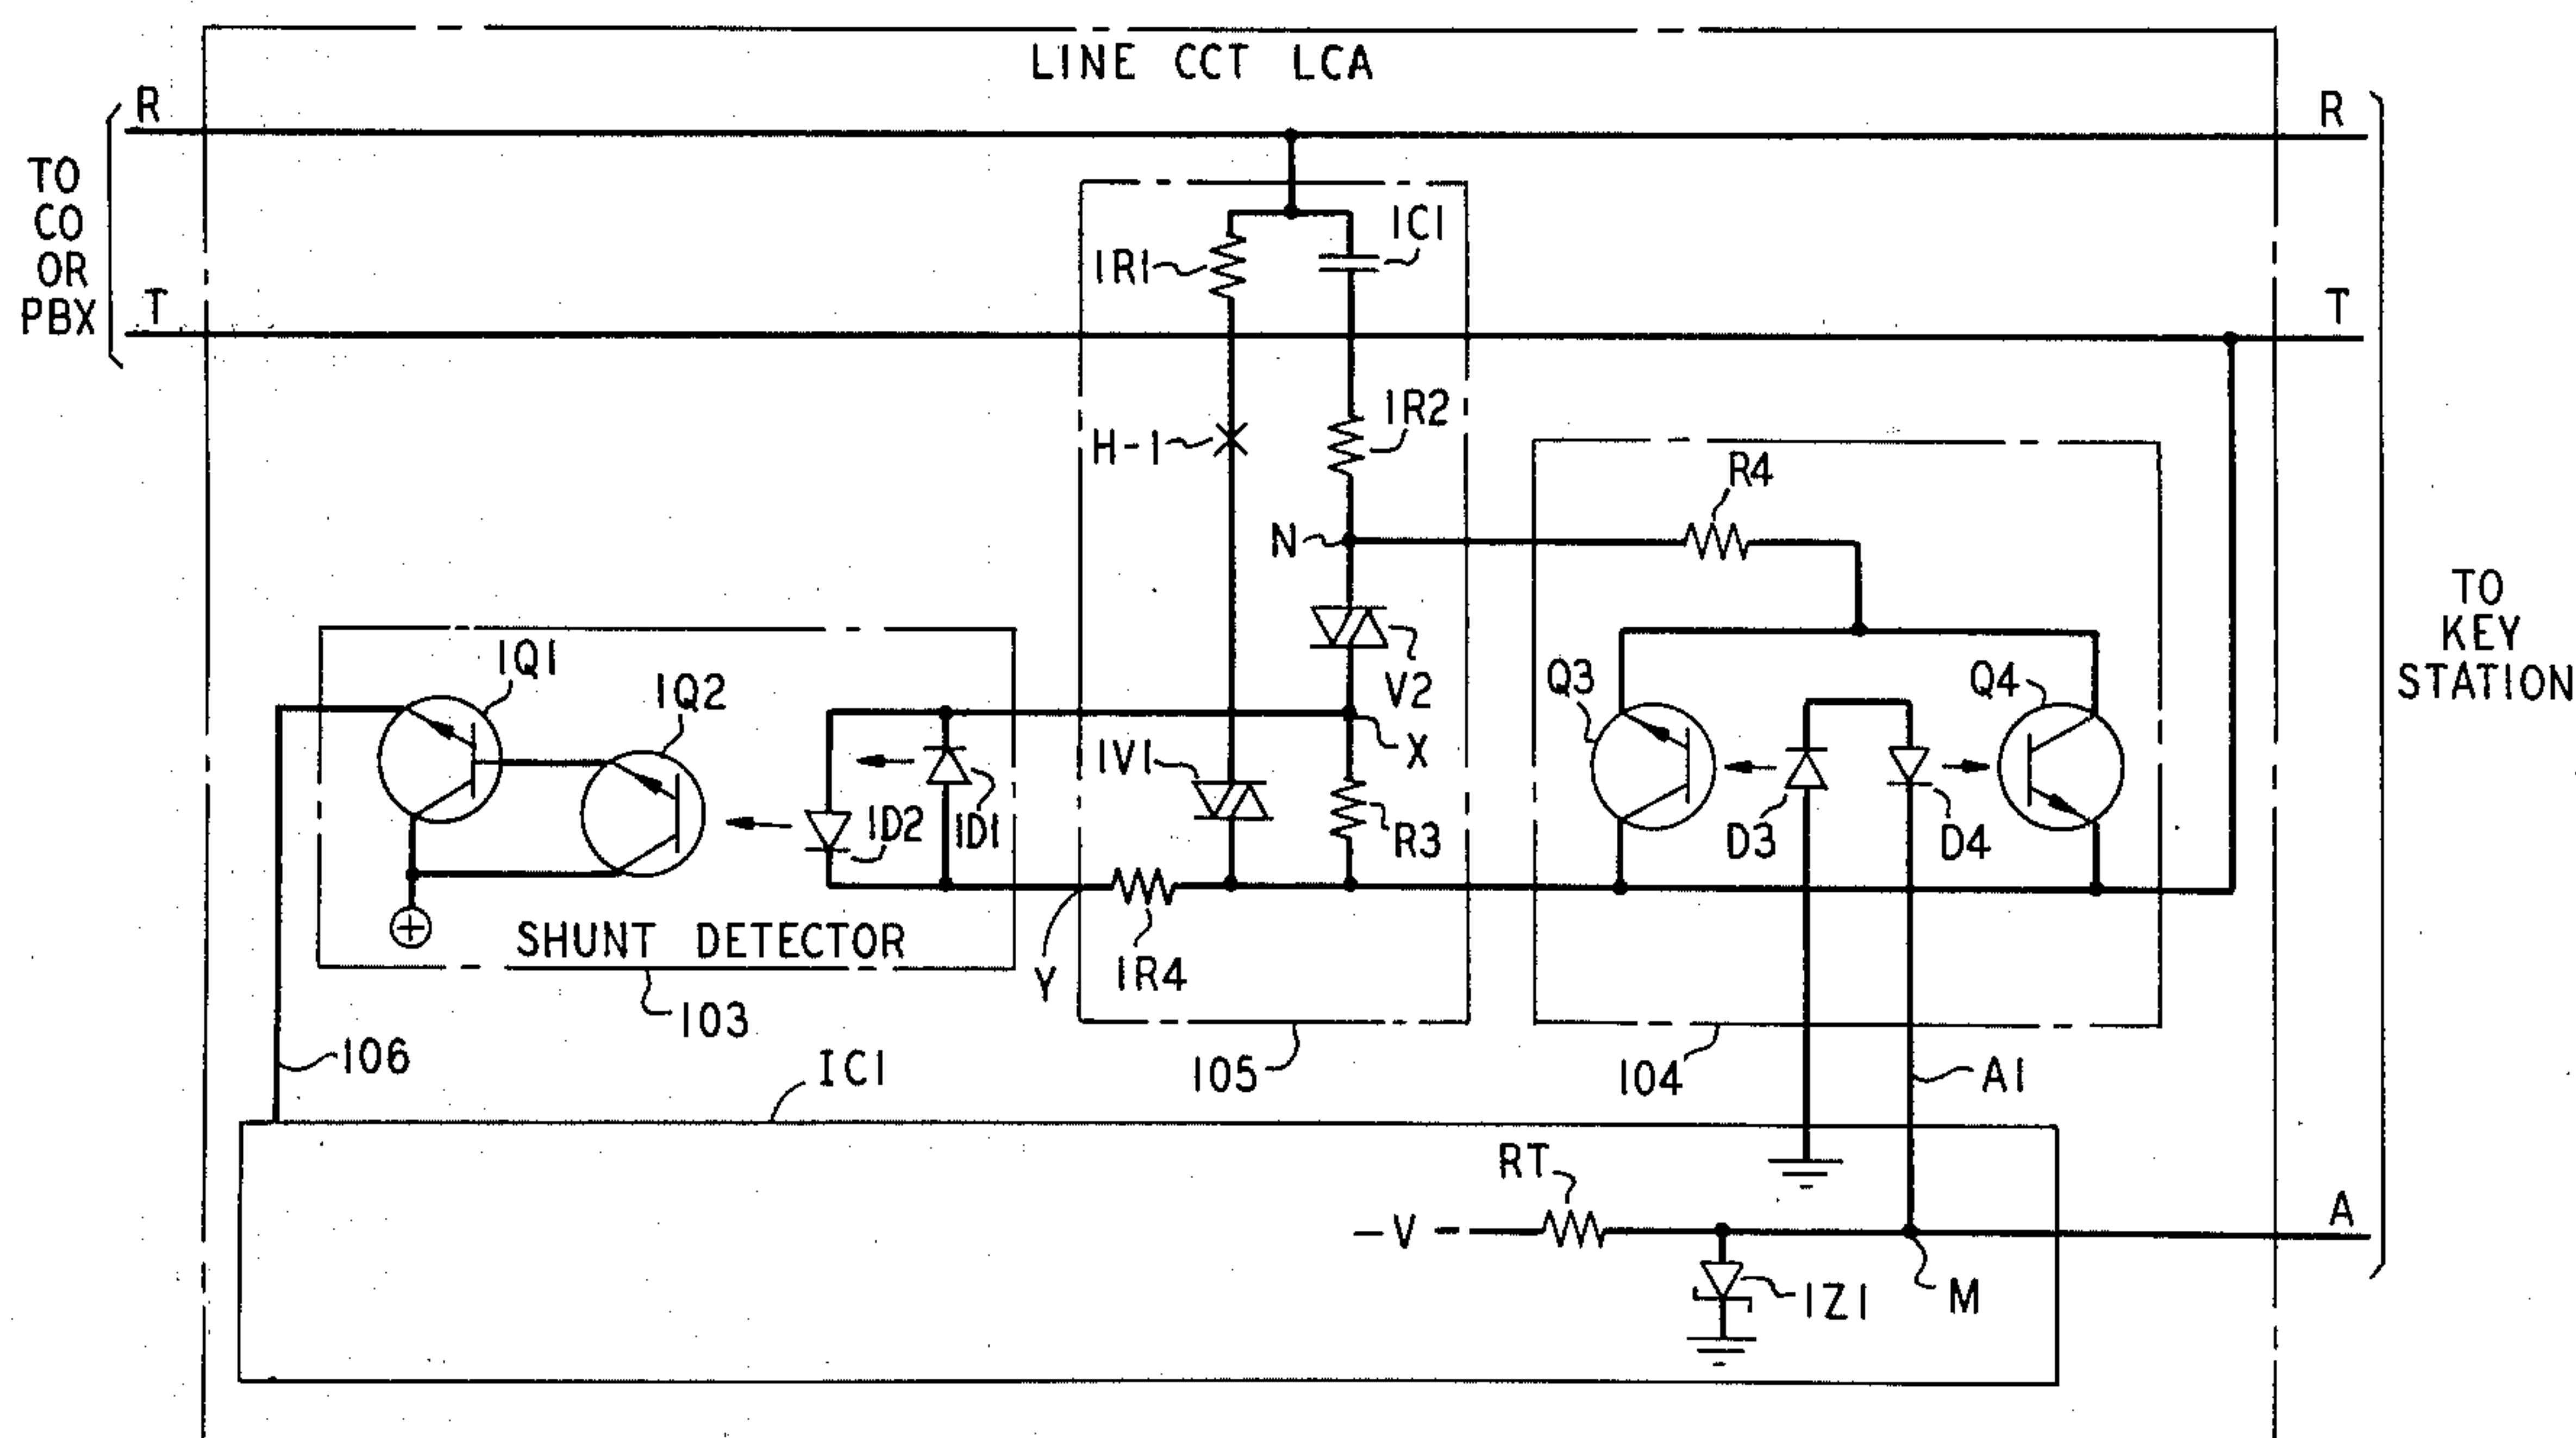 LINE CCT LCA
R
R
TO
CO
OR
PBX
T
T
1R1
1C1
H-1
1R2
N
R4
V2
X
1Q1
1Q2
1V1
1D2
1D1
R3
Q3
Q4
D3
D4
TO
KEY
STATION
SHUNT DETECTOR
103
Y
1R4
105
104
A1
106
IC1
RT
-V
1Z1
M
A